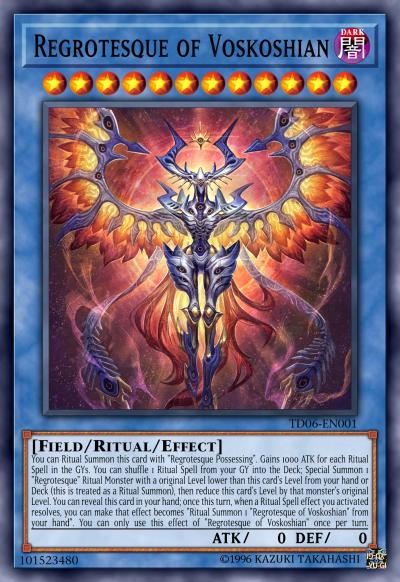 REGROTESQUE OF VOSKOSHIAN
DARK
闇
TD06-EN001
[FIELD/RITUAL/EFFECT]
You can Ritual Summon this card with "Regrotesque Possessing". Gains 1000 ATK for each Ritual
Spell in the GYs. You can shuffle 1 Ritual Spell from your GY into the Deck; Special Summon 1
"Regrotesque" Ritual Monster with a original Level lower than this card's Level from your hand or
Deck (this is treated as a Ritual Summon), then reduce this card's Level by that monster's original
Level. You can reveal this card in your hand; once this turn, when a Ritual Spell effect you activated
resolves, you can make that effect becomes "Ritual Summon 1 "Regrotesque of Voskoshian" from
your hand". You can only use this effect of "Regrotesque of Voskoshian" once per turn.
ATK/ 0 DEF/ 0
101523480
©1996 KAZUKI TAKAHASHI